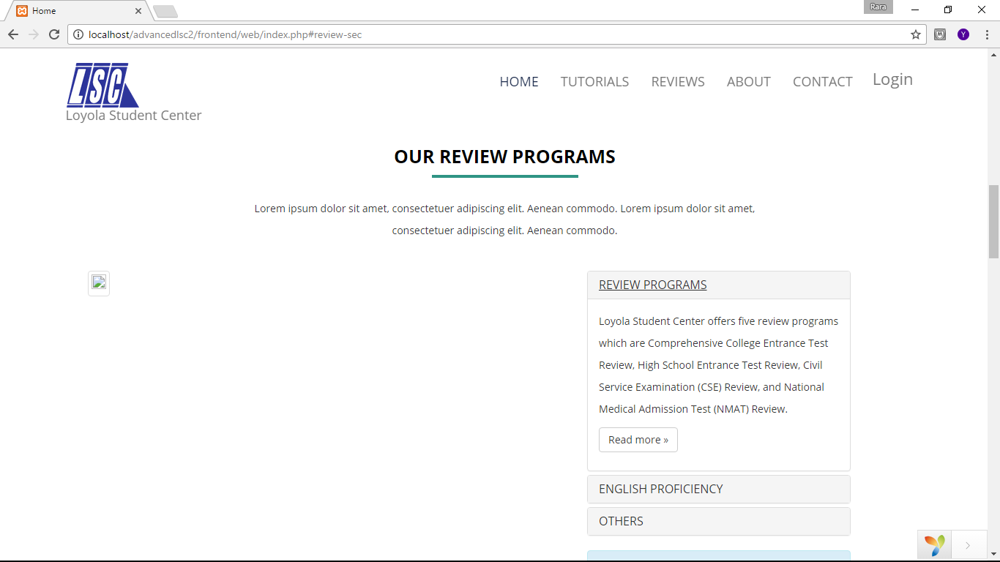 Home
Rara
localhost/advancedlsc2/frontend/web/index.php#review-sec
Y
LSC
Loyola Student Center
HOME TUTORIALS REVIEWS ABOUT CONTACT Login
OUR REVIEW PROGRAMS
Lorem ipsum dolor sit amet, consectetuer adipiscing elit. Aenean commodo. Lorem ipsum dolor sit amet,
consectetuer adipiscing elit. Aenean commodo.
REVIEW PROGRAMS
Loyola Student Center offers five review programs
which are Comprehensive College Entrance Test
Review, High School Entrance Test Review, Civil
Service Examination (CSE) Review, and National
Medical Admission Test (NMAT) Review.
Read more »
ENGLISH PROFICIENCY
OTHERS